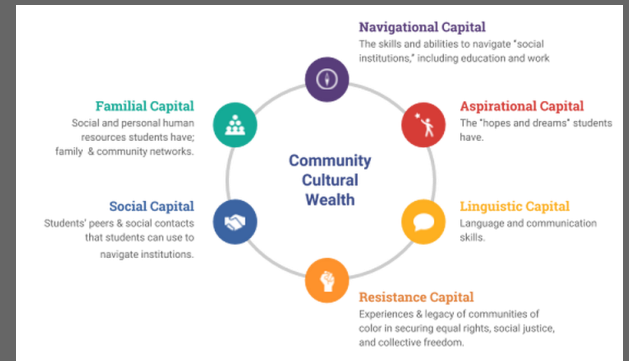 Navigational Capital
The skills and abilities to navigate "social
institutions," including education and work
Familial Capital
Social and personal human
resources students have;
family & community networks.
Aspirational Capital
The "hopes and dreams" students
have.
Community
Cultural
Wealth
Social Capital
Students' peers & social contacts
that students can use to
navigate institutions.
Linguistic Capital
Language and communication
skills.
Resistance Capital
Experiences & legacy of communities of
color in securing equal rights, social justice,
and collective freedom.